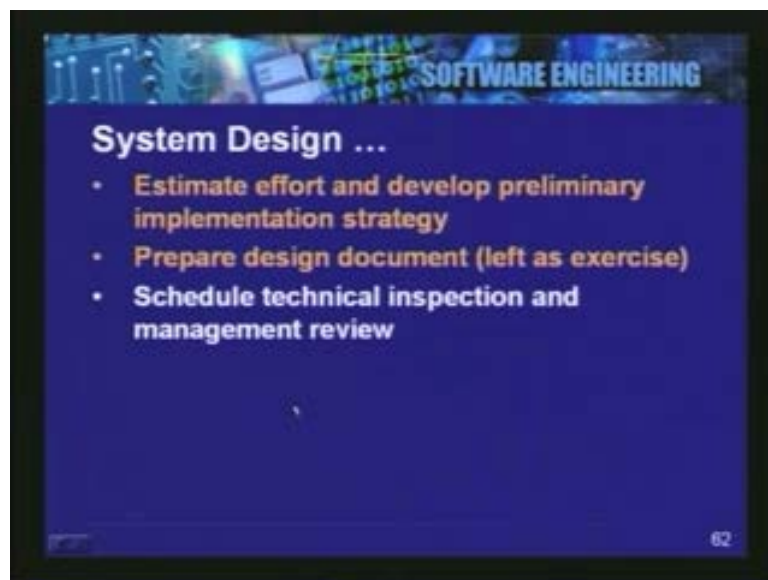 SOFTWARE ENGINEERING
System Design ...
• Estimate effort and develop preliminary
implementation strategy
• Prepare design document (left as exercise)
• Schedule technical inspection and
management review
62